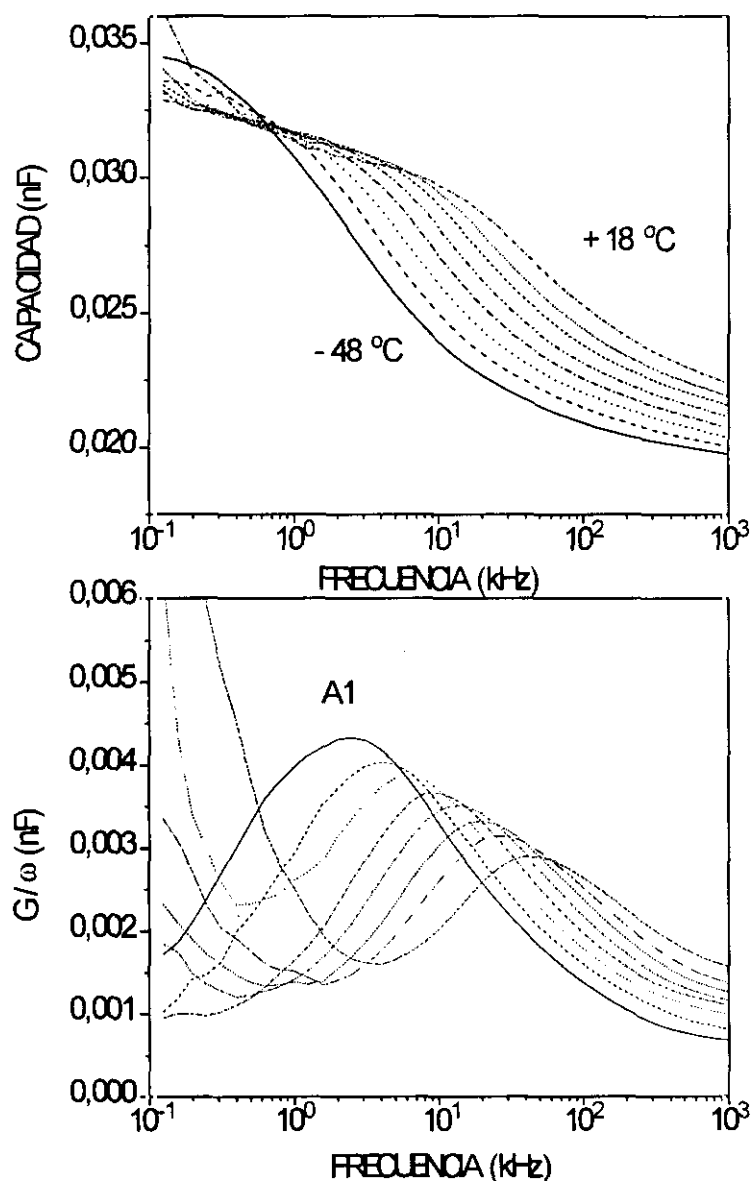 0,035
0,030
0,025
0,020
CAPACIDAD (nF)
+ 18 °C
- 48 °C
10⁻¹ 10⁰ 10¹ 10² 10³
FRECUENCIA (kHz)
0,006
0,005
0,004
0,003
0,002
0,001
0,000
G/ω (nF)
A1
10⁻¹ 10⁰ 10¹ 10² 10³
FRECUENCIA (kHz)